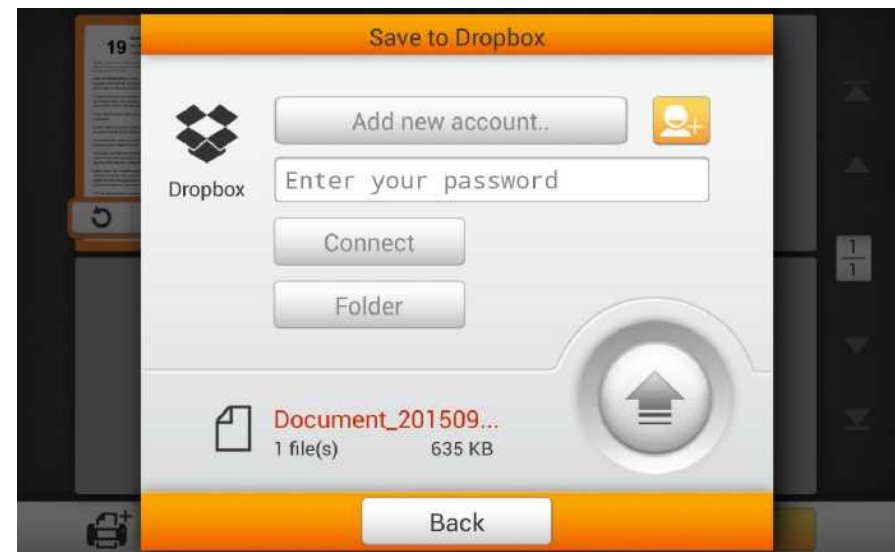 Save to Dropbox
19
Add new account..
Dropbox
Enter your password
Connect
Folder
1
1
Document_201509...
1 file(s) 635 KB
Back